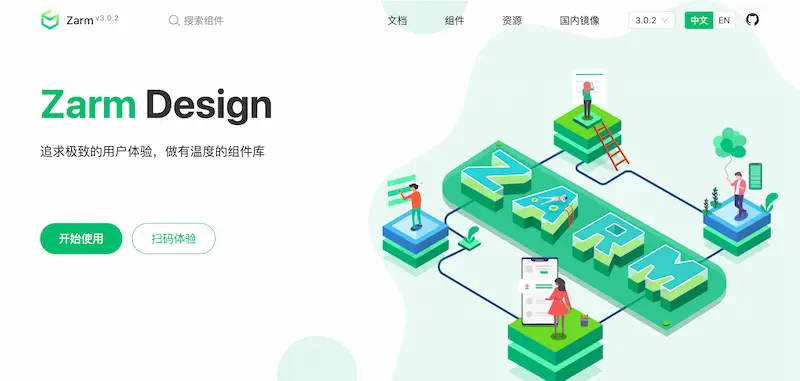 Zarm v3.0.2
搜索组件
文档
组件
资源
国内镜像
3.0.2
中文
EN
Zarm Design
追求极致的用户体验，做有温度的组件库
开始使用
扫码体验
ZARM